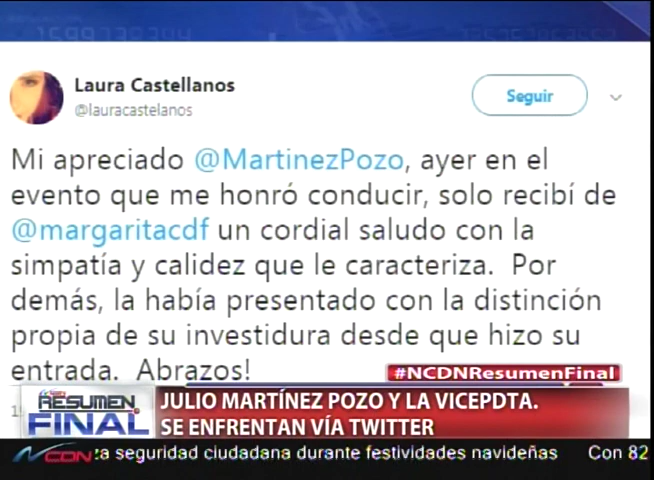 Laura Castellanos
@lauracastelanos
Seguir
Mi apreciado @MartinezPozo, ayer en el
evento que me honró conducir, solo recibí de
@margaritacdf un cordial saludo con la
simpatía y calidez que le caracteriza. Por
demás, la había presentado con la distinción
propia de su investidura desde que hizo su
entrada. Abrazos!
#NCDNResumenFinal
RESUMEN
FINAL
JULIO MARTÍNEZ POZO Y LA VICEPDTA.
SE ENFRENTAN VÍA TWITTER
NCDN :a seguridad ciudadana durante festividades navideñas Con 82